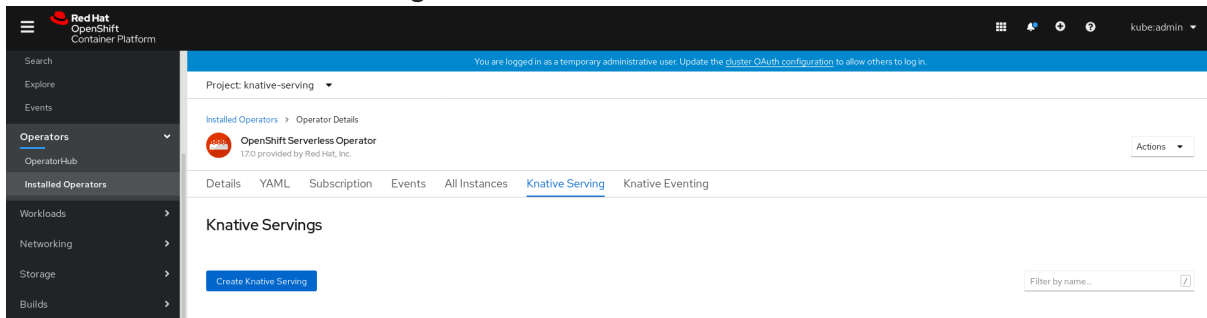 Red Hat
OpenShift
Container Platform
kube:admin
Search
Explore
Events
Operators
OperatorHub
Installed Operators
Workloads
Networking
Storage
Builds
You are logged in as a temporary administrative user. Update the cluster OAuth configuration to allow others to log in.
Project: knative-serving
Installed Operators > Operator Details
OpenShift Serverless Operator
1.7.0 provided by Red Hat, Inc.
Actions
Details YAML Subscription Events All Instances Knative Serving Knative Eventing
Knative Servings
Create Knative Serving
Filter by name... /